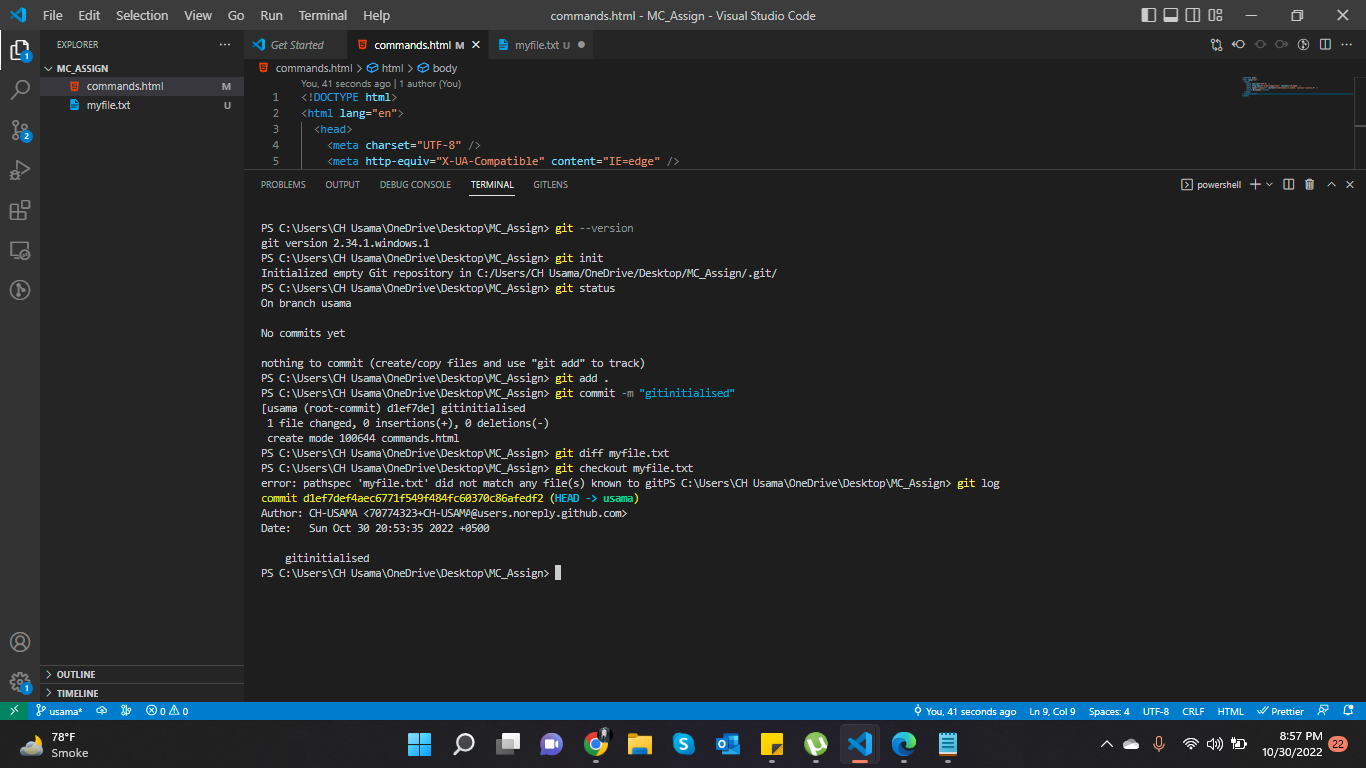 File Edit Selection View Go Run Terminal Help commands.html - MC_Assign - Visual Studio Code
EXPLORER
MC_ASSIGN
commands.html M
myfile.txt U
OUTLINE
TIMELINE
Get Started commands.html M myfile.txt U
commands.html > html > body
You, 41 seconds ago | 1 author (You)
1 <!DOCTYPE html>
2 <html lang="en">
3 <head>
4 <meta charset="UTF-8" />
5 <meta http-equiv="X-UA-Compatible" content="IE=edge" />
PROBLEMS OUTPUT DEBUG CONSOLE TERMINAL GITLENS powershell
PS C:\Users\CH Usama\OneDrive\Desktop\MC_Assign> git --version
git version 2.34.1.windows.1
PS C:\Users\CH Usama\OneDrive\Desktop\MC_Assign> git init
Initialized empty Git repository in C:/Users/CH Usama/OneDrive/Desktop/MC_Assign/.git/
PS C:\Users\CH Usama\OneDrive\Desktop\MC_Assign> git status
On branch usama
No commits yet
nothing to commit (create/copy files and use "git add" to track)
PS C:\Users\CH Usama\OneDrive\Desktop\MC_Assign> git add .
PS C:\Users\CH Usama\OneDrive\Desktop\MC_Assign> git commit -m "gitinitialised"
[usama (root-commit) d1ef7de] gitinitialised
1 file changed, 0 insertions(+), 0 deletions(-)
create mode 100644 commands.html
PS C:\Users\CH Usama\OneDrive\Desktop\MC_Assign> git diff myfile.txt
PS C:\Users\CH Usama\OneDrive\Desktop\MC_Assign> git checkout myfile.txt
error: pathspec 'myfile.txt' did not match any file(s) known to gitPS C:\Users\CH Usama\OneDrive\Desktop\MC_Assign> git log
commit d1ef7def4aec6771f549f484fc60370c86afedf2 (HEAD -> usama)
Author: CH-USAMA <70774323+CH-USAMA@users.noreply.github.com>
Date: Sun Oct 30 20:53:35 2022 +0500
gitinitialised
PS C:\Users\CH Usama\OneDrive\Desktop\MC_Assign>
1
2
1
usama* 0 0 You, 41 seconds ago Ln 9, Col 9 Spaces: 4 UTF-8 CRLF HTML Prettier
78°F
Smoke
8:57 PM
10/30/2022
22